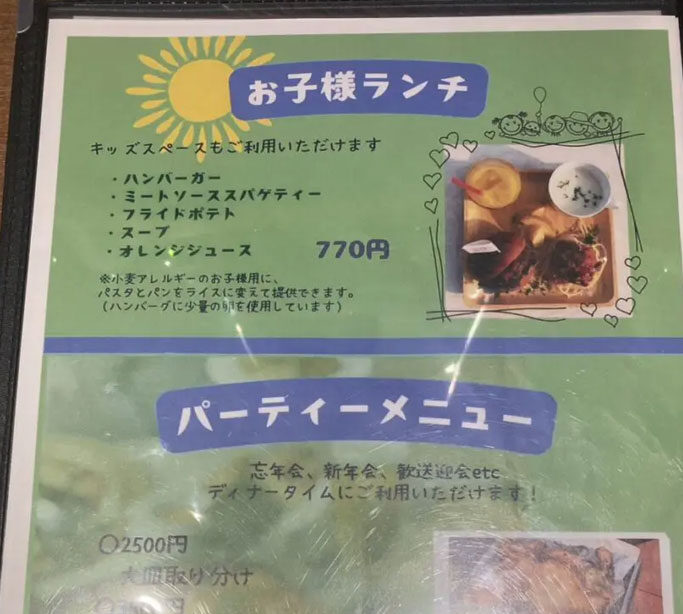 お子様ランチ
キッズスペースもご利用いただけます
・ハンバーガー
・ミートソーススパゲティー
・フライドポテト
・スープ
・オレンジジュース
770円
※小麦アレルギーのお子様用に、
パスタとパンをライスに変えて提供できます。
(ハンバーグに少量の卵を使用しています)
パーティーメニュー
忘年会、新年会、歓送迎会etc
ディナータイムにご利用いただけます！
〇2500円
大皿取り分け